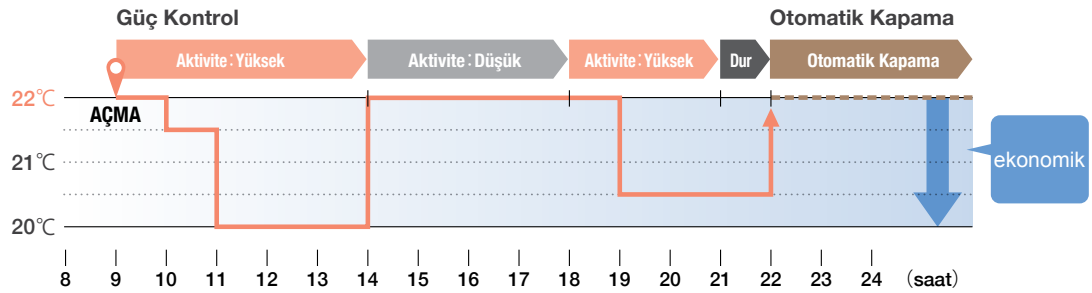 Güç Kontrol
Otomatik Kapama
Aktivite:Yüksek
Aktivite:Düşük
Aktivite:Yüksek
Dur
Otomatik Kapama
22℃
AÇMA
21℃
20℃
ekonomik
8 9 10 11 12 13 14 15 16 17 18 19 20 21 22 23 24 (saat)